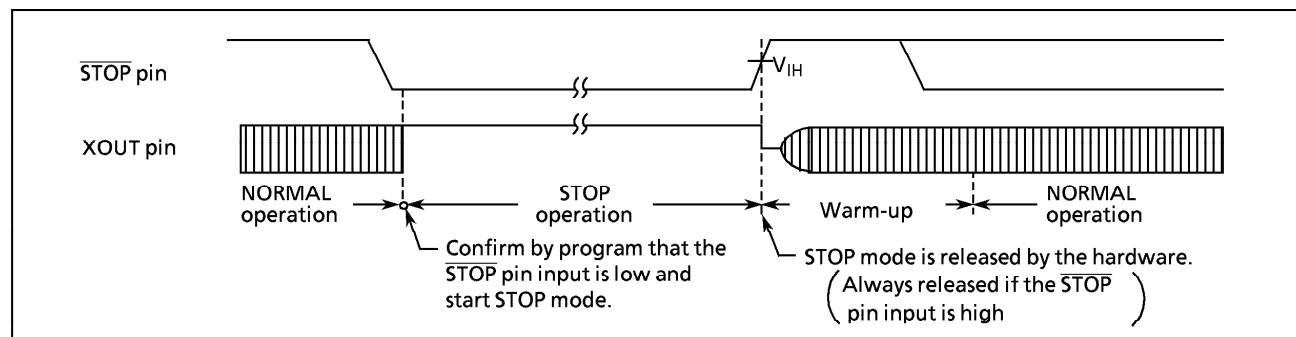 STOP pin
VIH
XOUT pin
NORMAL
operation
STOP
operation
Warm-up
NORMAL
operation
Confirm by program that the
STOP pin input is low and
start STOP mode.
STOP mode is released by the hardware.
(Always released if the STOP
pin input is high)